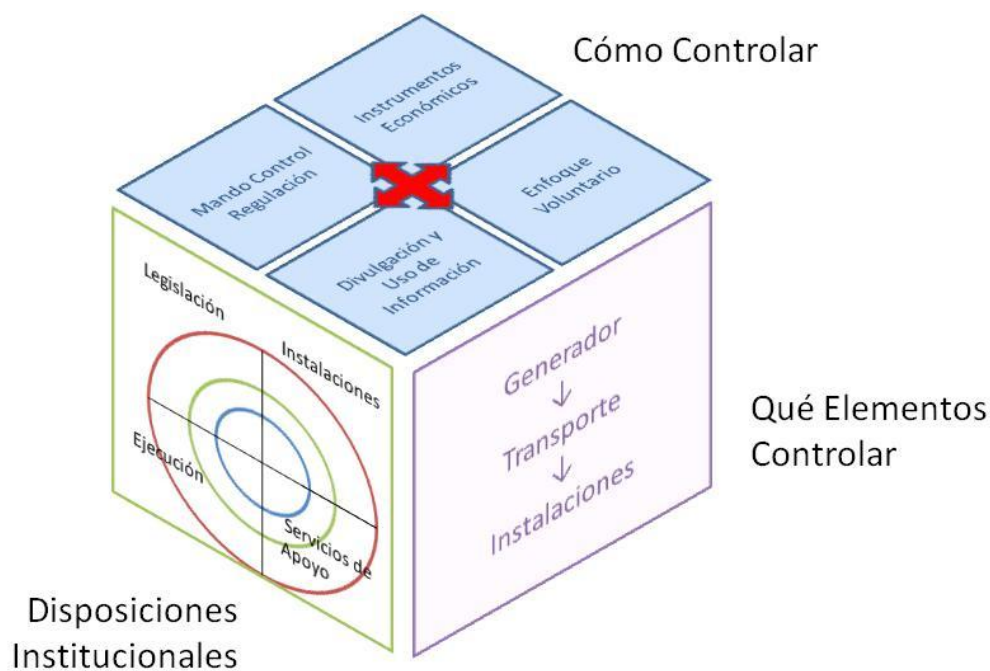 Cómo Controlar
Instrumentos
Económicos
Mando Control
Regulación
Enfoque
Voluntario
Divulgación y
Uso de
Información
Legislación
Instalaciones
Ejecución
Servicios de
Apoyo
Generador
Transporte
Instalaciones
Qué Elementos
Controlar
Disposiciones
Institucionales